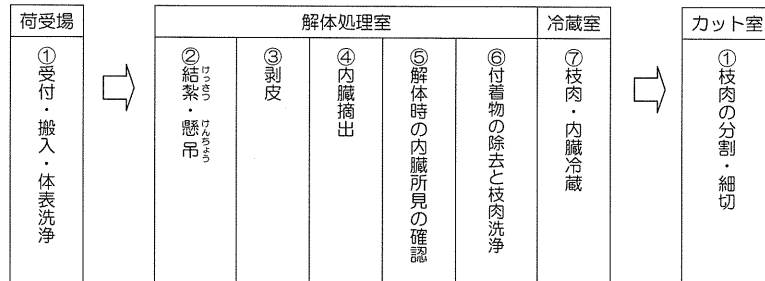 荷受場
①受付・搬入・体表洗浄
解体処理室
②結紮・懸吊
けっさつ
けんちょう
③剥皮
④内臓摘出
⑤解体時の内臓所見の確認
⑥付着物の除去と枝肉洗浄
冷蔵室
⑦枝肉・内臓冷蔵
カット室
①枝肉の分割・細切